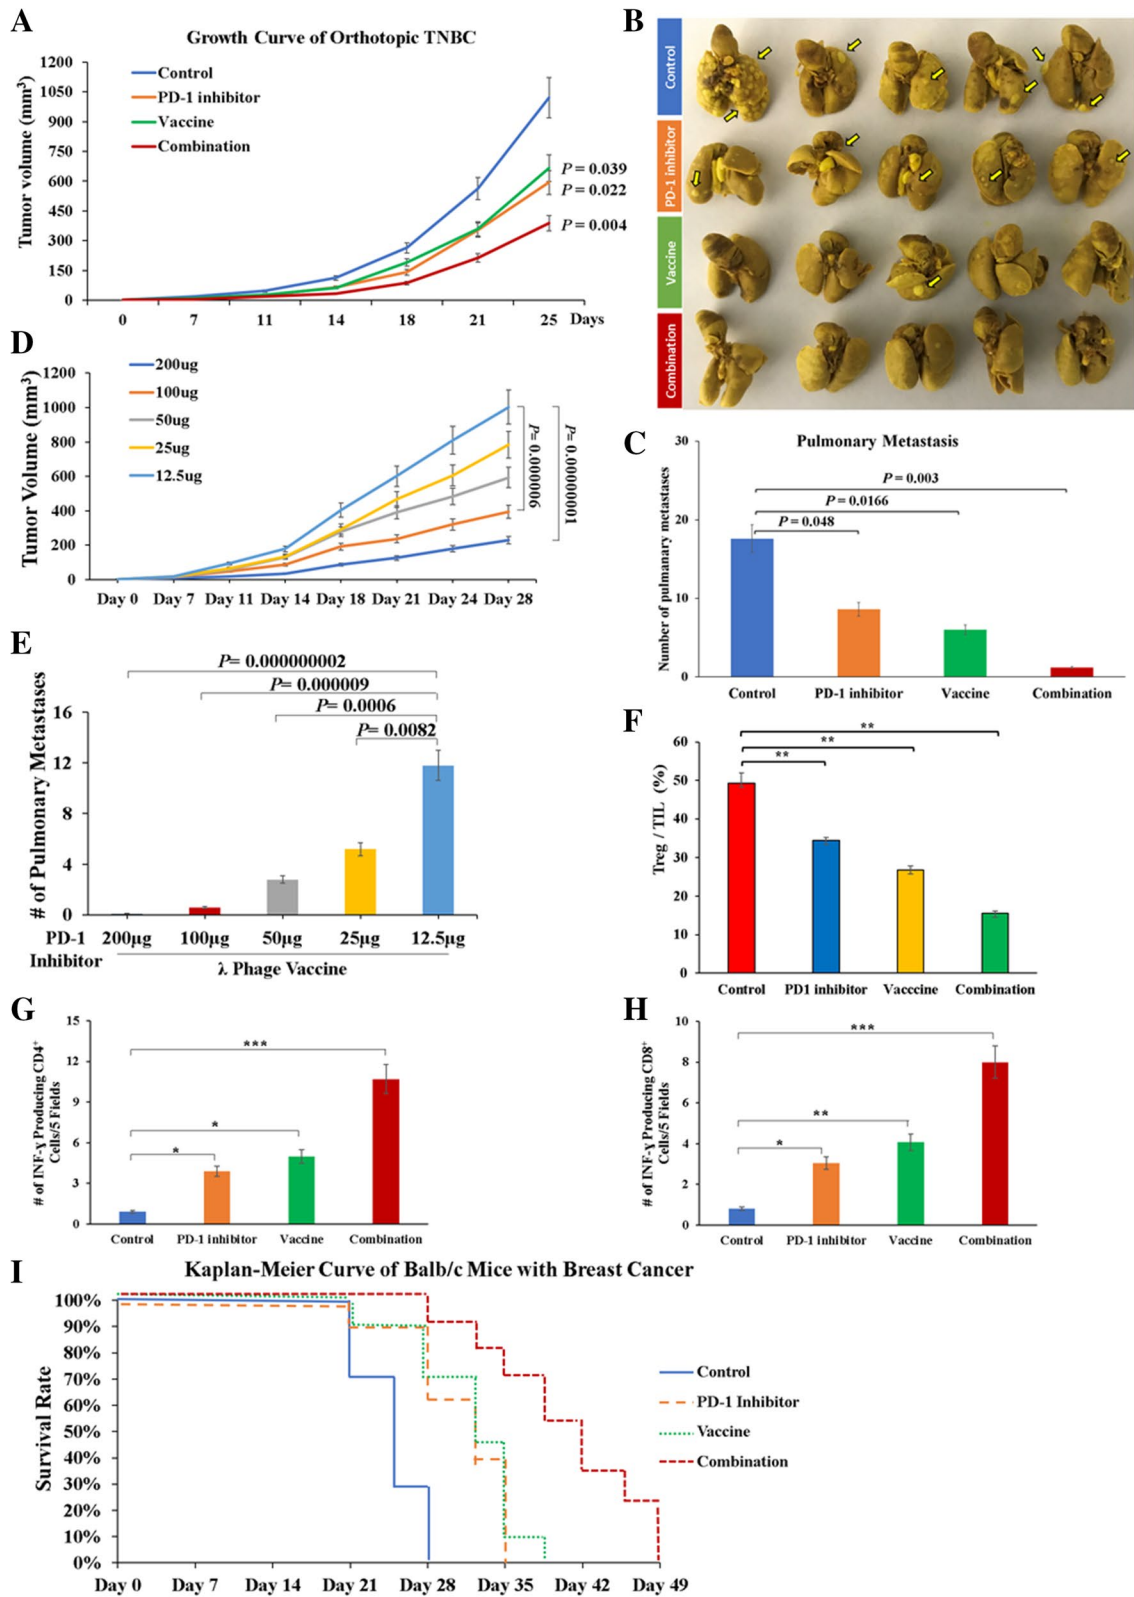 A
Growth Curve of Orthotopic TNBC
Tumor volume (mm³)
1200
1050
900
750
600
450
300
150
0
Control
PD-1 inhibitor
Vaccine
Combination
P = 0.039
P = 0.022
P = 0.004
0 7 11 14 18 21 25 Days
B
Control
PD-1 inhibitor
Vaccine
Combination
C
Pulmonary Metastasis
Number of pulmanary metastases
30
20
10
0
P = 0.003
P = 0.0166
P = 0.048
Control PD-1 inhibitor Vaccine Combination
D
Tumor Volume (mm³)
1200
1000
800
600
400
200
0
200ug
100ug
50ug
25ug
12.5ug
P= 0.000006
P= 0.00000001
Day 0 Day 7 Day 11 Day 14 Day 18 Day 21 Day 24 Day 28
E
# of Pulmonary Metastases
16
12
8
4
0
P= 0.000000002
P= 0.000009
P= 0.0006
P= 0.0082
PD-1 200µg 100µg 50µg 25µg 12.5µg
Inhibitor
λ Phage Vaccine
F
Treg / TIL (%)
60
50
40
30
20
10
0
**
**
**
Control PD1 inhibitor Vacccine Combination
G
# of INF-γ Producing CD4⁺
Cells/5 Fields
15
12
9
6
3
0
***
*
*
Control PD-1 inhibitor Vaccine Combination
H
# of INF-γ Producing CD8⁺
Cells/5 Fields
10
8
6
4
2
0
***
**
*
Control PD-1 inhibitor Vaccine Combination
I
Kaplan-Meier Curve of Balb/c Mice with Breast Cancer
Survival Rate
100%
90%
80%
70%
60%
50%
40%
30%
20%
10%
0%
Control
PD-1 Inhibitor
Vaccine
Combination
Day 0 Day 7 Day 14 Day 21 Day 28 Day 35 Day 42 Day 49